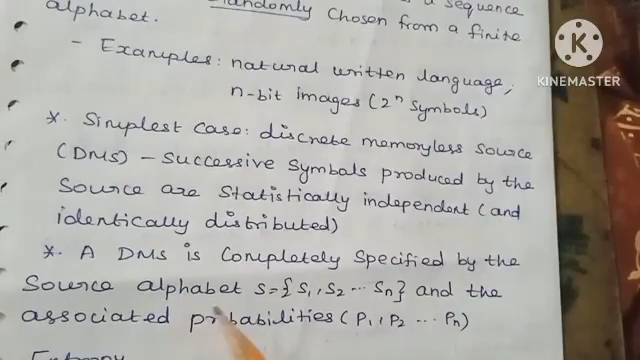 a sequence
Randomly chosen from a finite
alphabet.
- Examples: natural written language,
n-bit images (2ⁿ symbols)
* Simplest case: discrete memoryless source
(DMS) - Successive symbols produced by the
source are statistically independent (and
identically distributed)
* A DMS is completely specified by the
source alphabet S={S₁, S₂ ... Sn} and the
associated probabilities (P₁, P₂ ... Pn)
Entropy
KINEMASTER